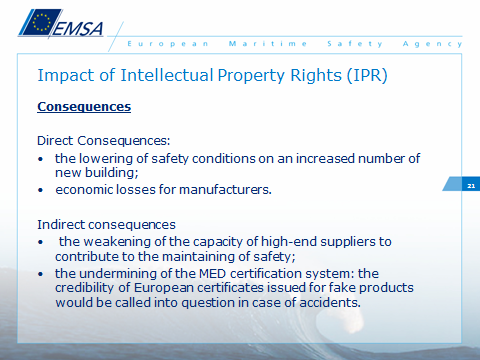 EMSA
European Maritime Safety Agency
Impact of Intellectual Property Rights (IPR)
Consequences
Direct Consequences:
• the lowering of safety conditions on an increased number of
new building;
• economic losses for manufacturers.
21
Indirect consequences
• the weakening of the capacity of high-end suppliers to
contribute to the maintaining of safety;
• the undermining of the MED certification system: the
credibility of European certificates issued for fake products
would be called into question in case of accidents.